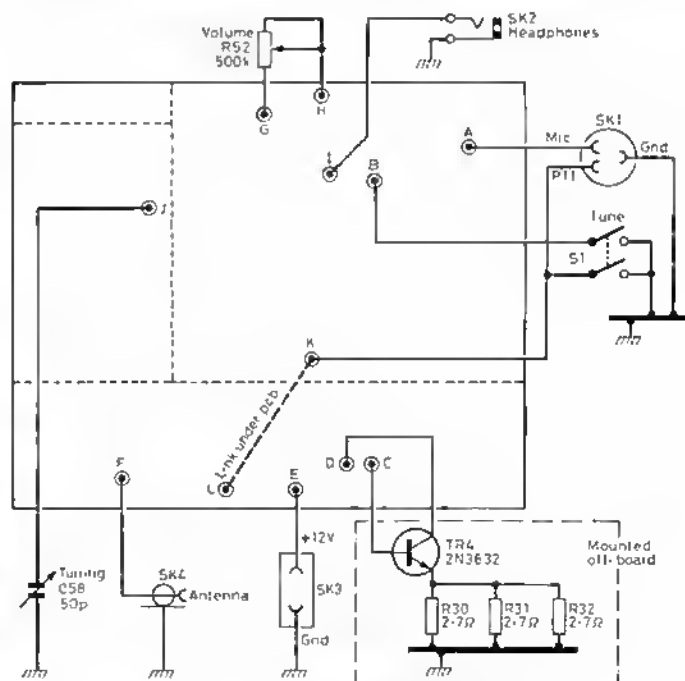 Volume
R52
500k
SK2
Headphones
H
G
A
SK1
Mic
Gnd
PTT
I
B
J
Tune
S1
K
Link under pcb
L
F
E
D
C
+12V
TR4
2N3632
Mounted
off-board
Tuning
C58
50p
SK4
Antenna
SK3
Gnd
R30
2·7Ω
R31
2·7Ω
R32
2·7Ω